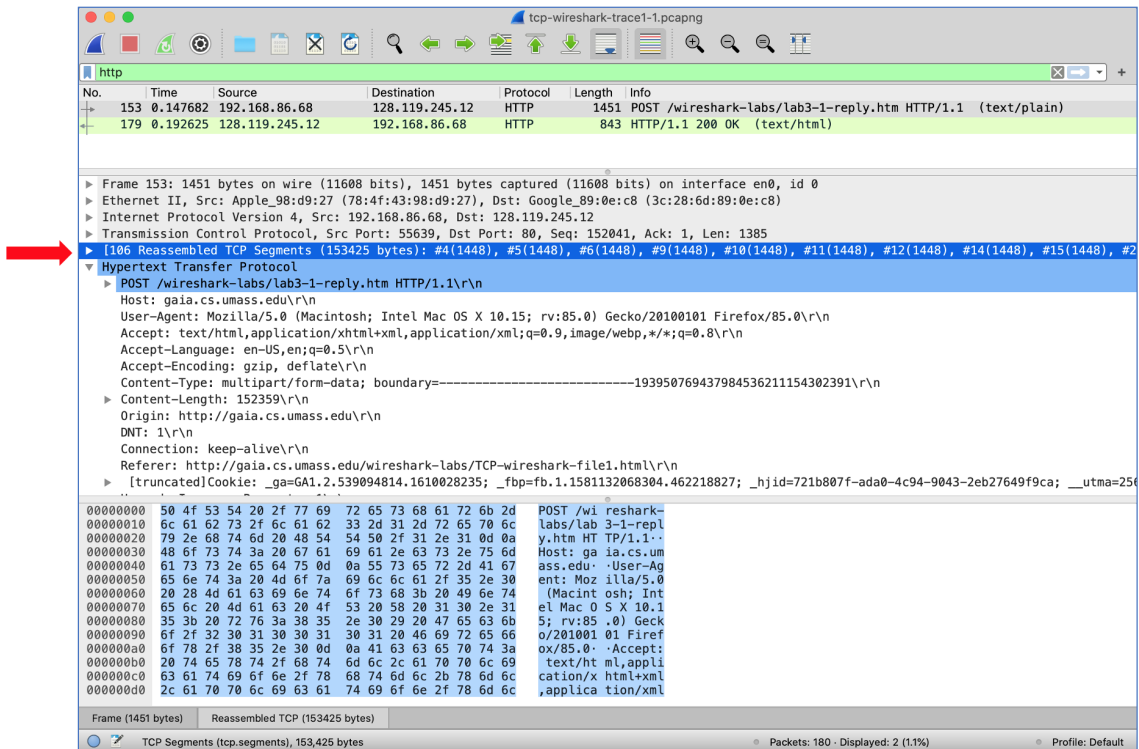 tcp-wireshark-trace1-1.pcapng
http
No. Time Source Destination Protocol Length Info
153 0.147682 192.168.86.68 128.119.245.12 HTTP 1451 POST /wireshark-labs/lab3-1-reply.htm HTTP/1.1 (text/plain)
179 0.192625 128.119.245.12 192.168.86.68 HTTP 843 HTTP/1.1 200 OK (text/html)
Frame 153: 1451 bytes on wire (11608 bits), 1451 bytes captured (11608 bits) on interface en0, id 0
Ethernet II, Src: Apple_98:d9:27 (78:4f:43:98:d9:27), Dst: Google_89:0e:c8 (3c:28:6d:89:0e:c8)
Internet Protocol Version 4, Src: 192.168.86.68, Dst: 128.119.245.12
Transmission Control Protocol, Src Port: 55639, Dst Port: 80, Seq: 152041, Ack: 1, Len: 1385
[106 Reassembled TCP Segments (153425 bytes): #4(1448), #5(1448), #6(1448), #9(1448), #10(1448), #11(1448), #12(1448), #14(1448), #15(1448), #2
Hypertext Transfer Protocol
POST /wireshark-labs/lab3-1-reply.htm HTTP/1.1\r\n
Host: gaia.cs.umass.edu\r\n
User-Agent: Mozilla/5.0 (Macintosh; Intel Mac OS X 10.15; rv:85.0) Gecko/20100101 Firefox/85.0\r\n
Accept: text/html,application/xhtml+xml,application/xml;q=0.9,image/webp,*/*;q=0.8\r\n
Accept-Language: en-US,en;q=0.5\r\n
Accept-Encoding: gzip, deflate\r\n
Content-Type: multipart/form-data; boundary=---------------------------193950769437984536211154302391\r\n
Content-Length: 152359\r\n
Origin: http://gaia.cs.umass.edu\r\n
DNT: 1\r\n
Connection: keep-alive\r\n
Referer: http://gaia.cs.umass.edu/wireshark-labs/TCP-wireshark-file1.html\r\n
[truncated]Cookie: _ga=GA1.2.539094814.1610028235; _fbp=fb.1.1581132068304.462218827; _hjid=721b807f-ada0-4c94-9043-2eb27649f9ca; __utma=256
00000000 50 4f 53 54 20 2f 77 69 72 65 73 68 61 72 6b 2d POST /wi reshark-
00000010 6c 61 62 73 2f 6c 61 62 33 2d 31 2d 72 65 70 6c labs/lab 3-1-repl
00000020 79 2e 68 74 6d 20 48 54 54 50 2f 31 2e 31 0d 0a y.htm HT TP/1.1··
00000030 48 6f 73 74 3a 20 67 61 69 61 2e 63 73 2e 75 6d Host: ga ia.cs.um
00000040 61 73 73 2e 65 64 75 0d 0a 55 73 65 72 2d 41 67 ass.edu· ·User-Ag
00000050 65 6e 74 3a 20 4d 6f 7a 69 6c 6c 61 2f 35 2e 30 ent: Moz illa/5.0
00000060 20 28 4d 61 63 69 6e 74 6f 73 68 3b 20 49 6e 74 (Macint osh; Int
00000070 65 6c 20 4d 61 63 20 4f 53 20 58 20 31 30 2e 31 el Mac O S X 10.1
00000080 35 3b 20 72 76 3a 38 35 2e 30 29 20 47 65 63 6b 5; rv:85 .0) Geck
00000090 6f 2f 32 30 31 30 30 31 30 31 20 46 69 72 65 66 o/201001 01 Firef
000000a0 6f 78 2f 38 35 2e 30 0d 0a 41 63 63 65 70 74 3a ox/85.0· ·Accept:
000000b0 20 74 65 78 74 2f 68 74 6d 6c 2c 61 70 70 6c 69 text/ht ml,appli
000000c0 63 61 74 69 6f 6e 2f 78 68 74 6d 6c 2b 78 6d 6c cation/x html+xml
000000d0 2c 61 70 70 6c 69 63 61 74 69 6f 6e 2f 78 6d 6c ,applica tion/xml
Frame (1451 bytes) Reassembled TCP (153425 bytes)
TCP Segments (tcp.segments), 153,425 bytes Packets: 180 · Displayed: 2 (1.1%) Profile: Default